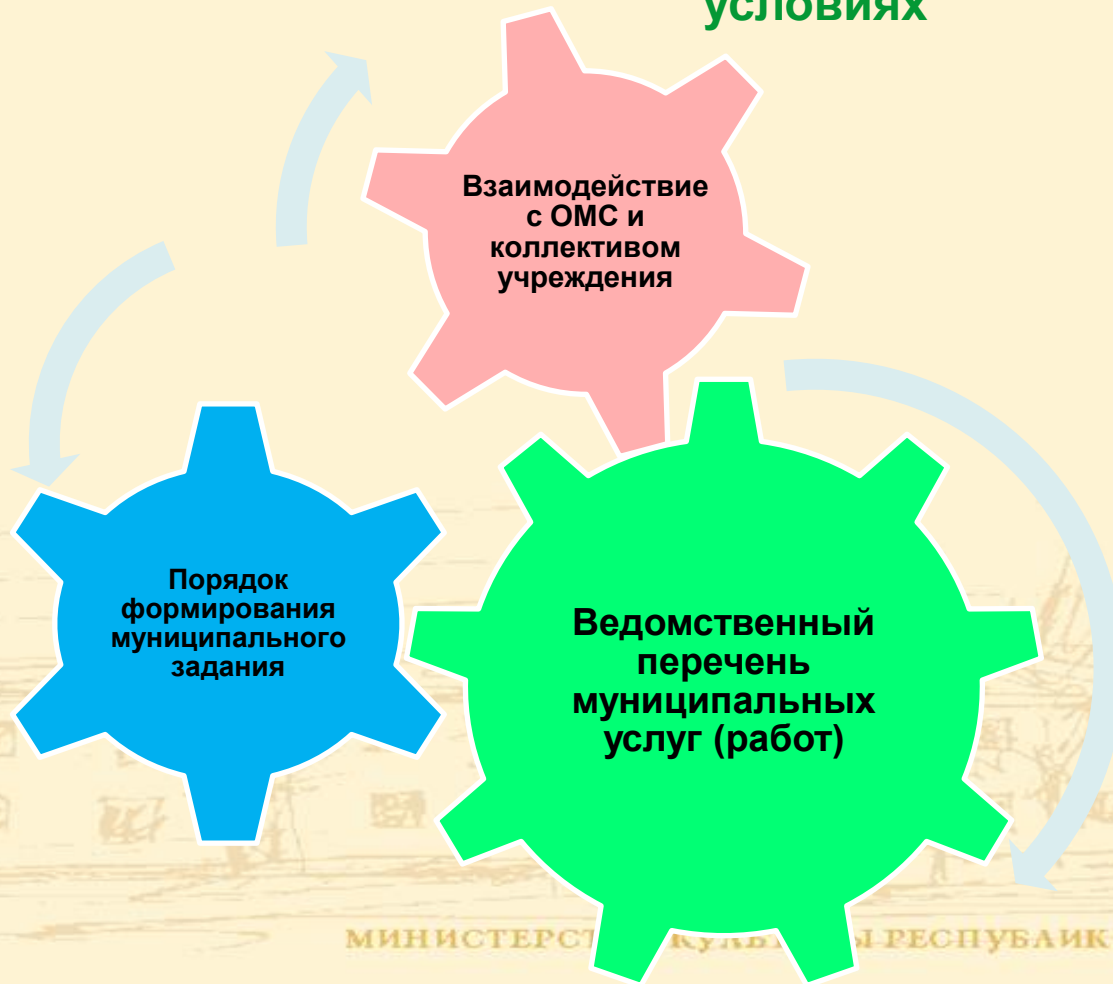 условиях
Взаимодействие
с ОМС и
коллективом
учреждения
Порядок
формирования
муниципального
задания
Ведомственный
перечень
муниципальных
услуг (работ)